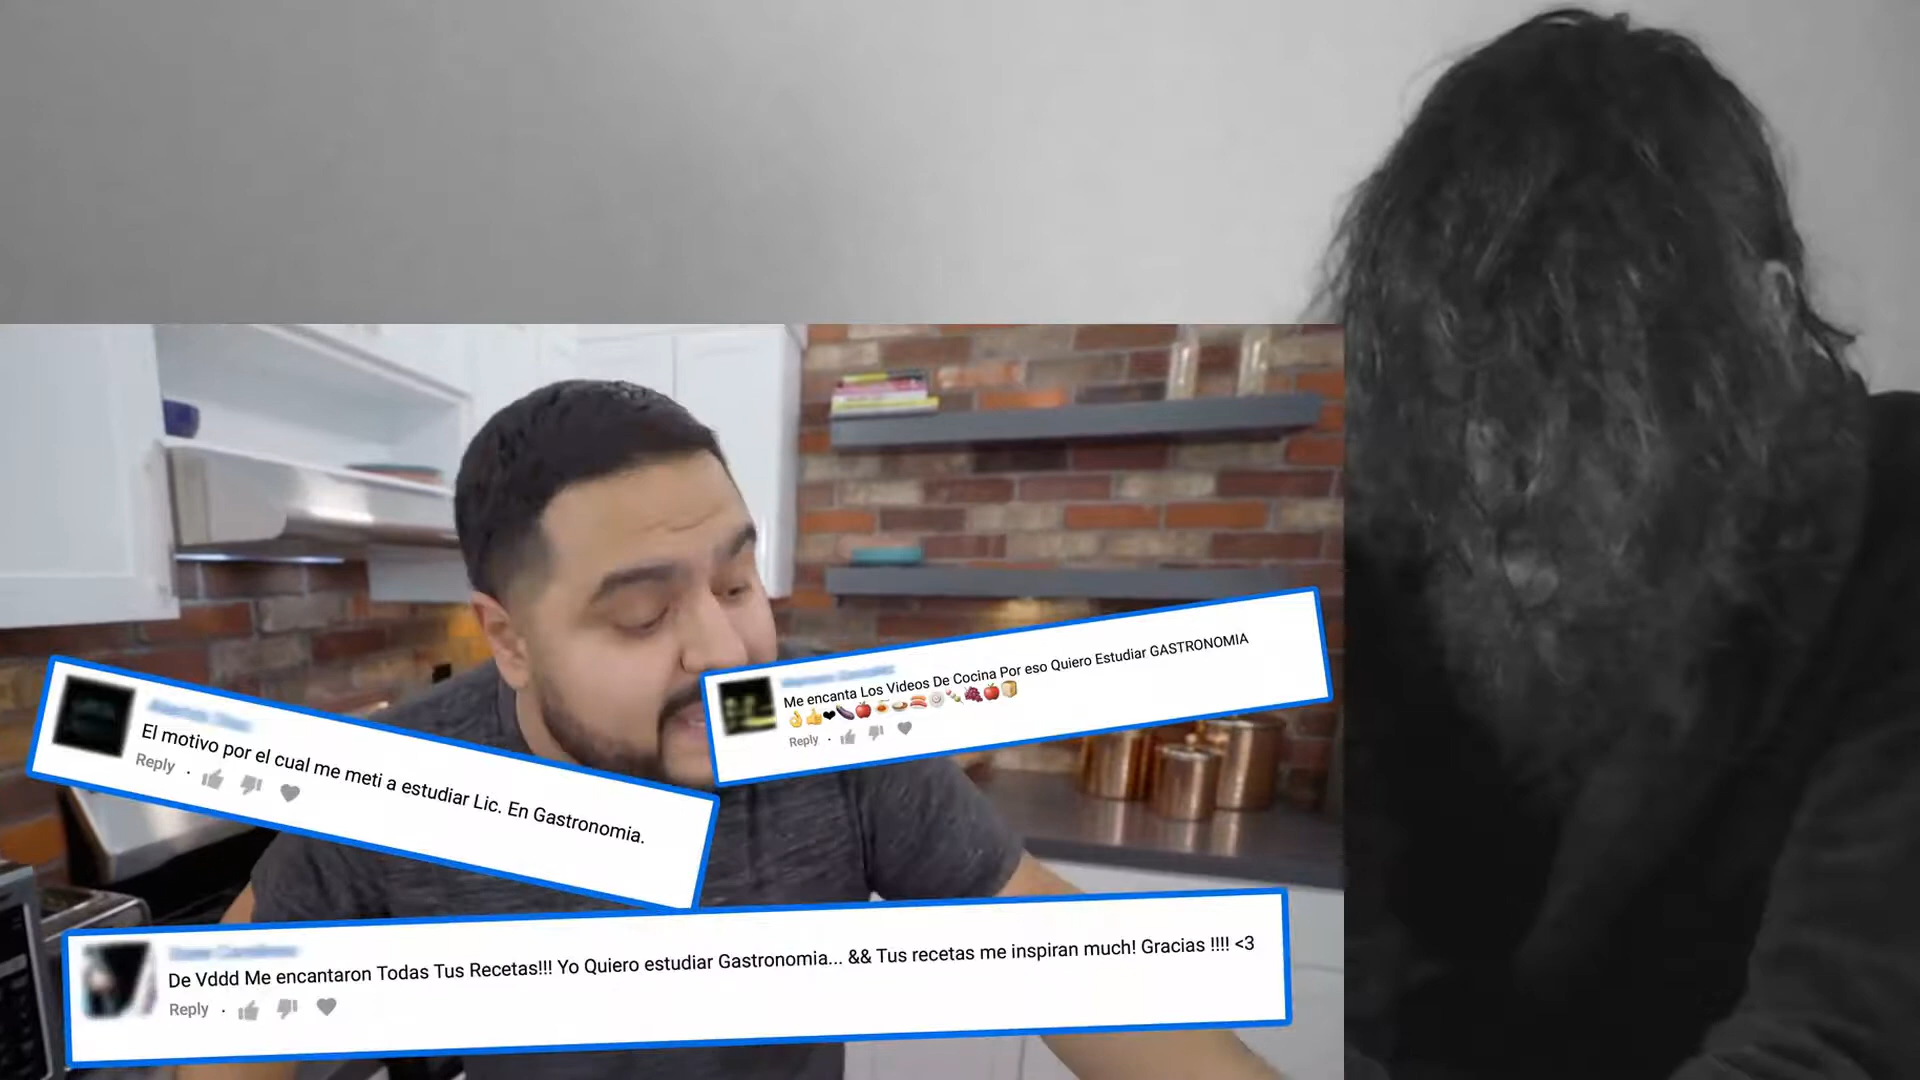 Me encanta Los Videos De Cocina Por eso Quiero Estudiar GASTRONOMIA
👌👍❤🍆🍎🍝🍛🍣🍥🍡🍇🍎🍞
Reply ·
El motivo por el cual me meti a estudiar Lic. En Gastronomia.
Reply ·
De Vddd Me encantaron Todas Tus Recetas!!! Yo Quiero estudiar Gastronomia... && Tus recetas me inspiran much! Gracias !!!! <3
Reply ·